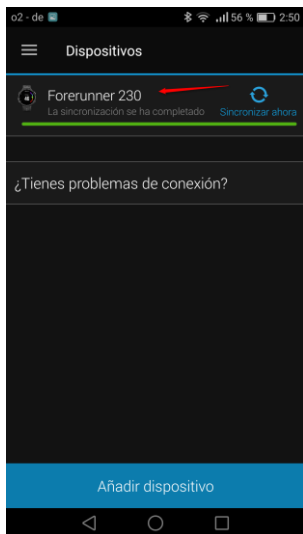 o2 - de 56 % 2:50
Dispositivos
Forerunner 230
La sincronización se ha completado Sincronizar ahora
¿Tienes problemas de conexión?
Añadir dispositivo